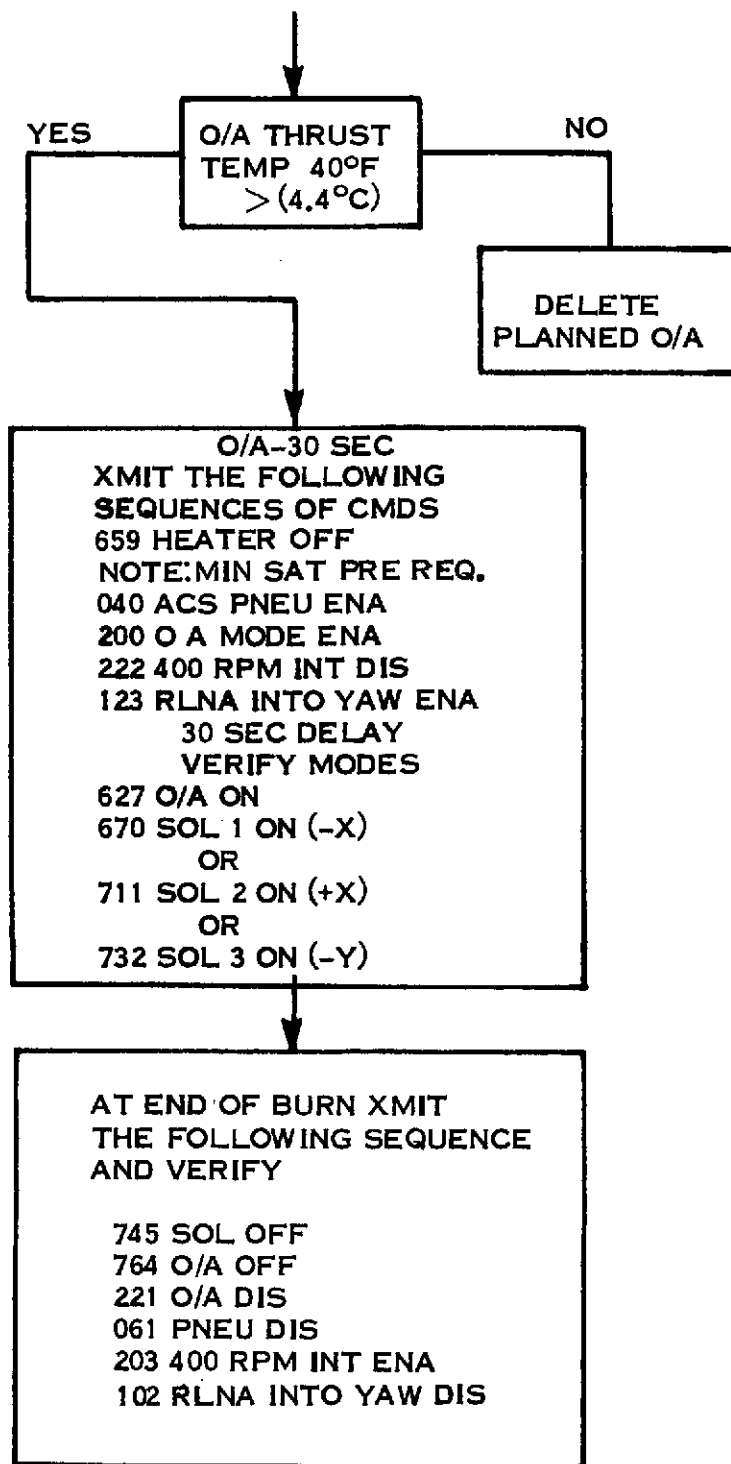 YES
O/A THRUST
TEMP 40°F
> (4.4°C)
NO
DELETE
PLANNED O/A
O/A-30 SEC
XMIT THE FOLLOWING
SEQUENCES OF CMDS
659 HEATER OFF
NOTE:MIN SAT PRE REQ.
040 ACS PNEU ENA
200 O A MODE ENA
222 400 RPM INT DIS
123 RLNA INTO YAW ENA
30 SEC DELAY
VERIFY MODES
627 O/A ON
670 SOL 1 ON (-X)
OR
711 SOL 2 ON (+X)
OR
732 SOL 3 ON (-Y)
AT END OF BURN XMIT
THE FOLLOWING SEQUENCE
AND VERIFY
745 SOL OFF
764 O/A OFF
221 O/A DIS
061 PNEU DIS
203 400 RPM INT ENA
102 RLNA INTO YAW DIS